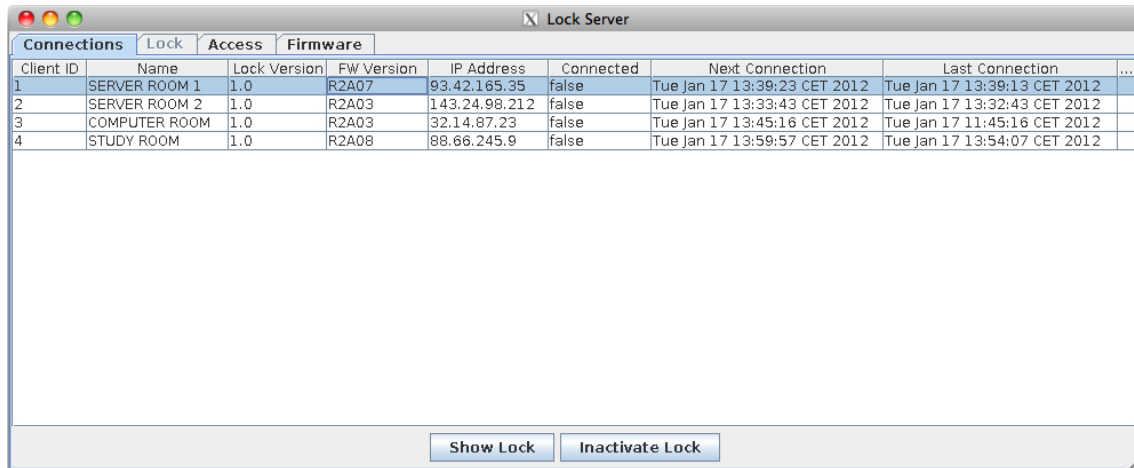 X Lock Server
Connections Lock Access Firmware
Client ID Name Lock Version FW Version IP Address Connected Next Connection Last Connection ...
1 SERVER ROOM 1 1.0 R2A07 93.42.165.35 false Tue Jan 17 13:39:23 CET 2012 Tue Jan 17 13:39:13 CET 2012
2 SERVER ROOM 2 1.0 R2A03 143.24.98.212 false Tue Jan 17 13:33:43 CET 2012 Tue Jan 17 13:32:43 CET 2012
3 COMPUTER ROOM 1.0 R2A03 32.14.87.23 false Tue Jan 17 13:45:16 CET 2012 Tue Jan 17 11:45:16 CET 2012
4 STUDY ROOM 1.0 R2A08 88.66.245.9 false Tue Jan 17 13:59:57 CET 2012 Tue Jan 17 13:54:07 CET 2012
Show Lock Inactivate Lock